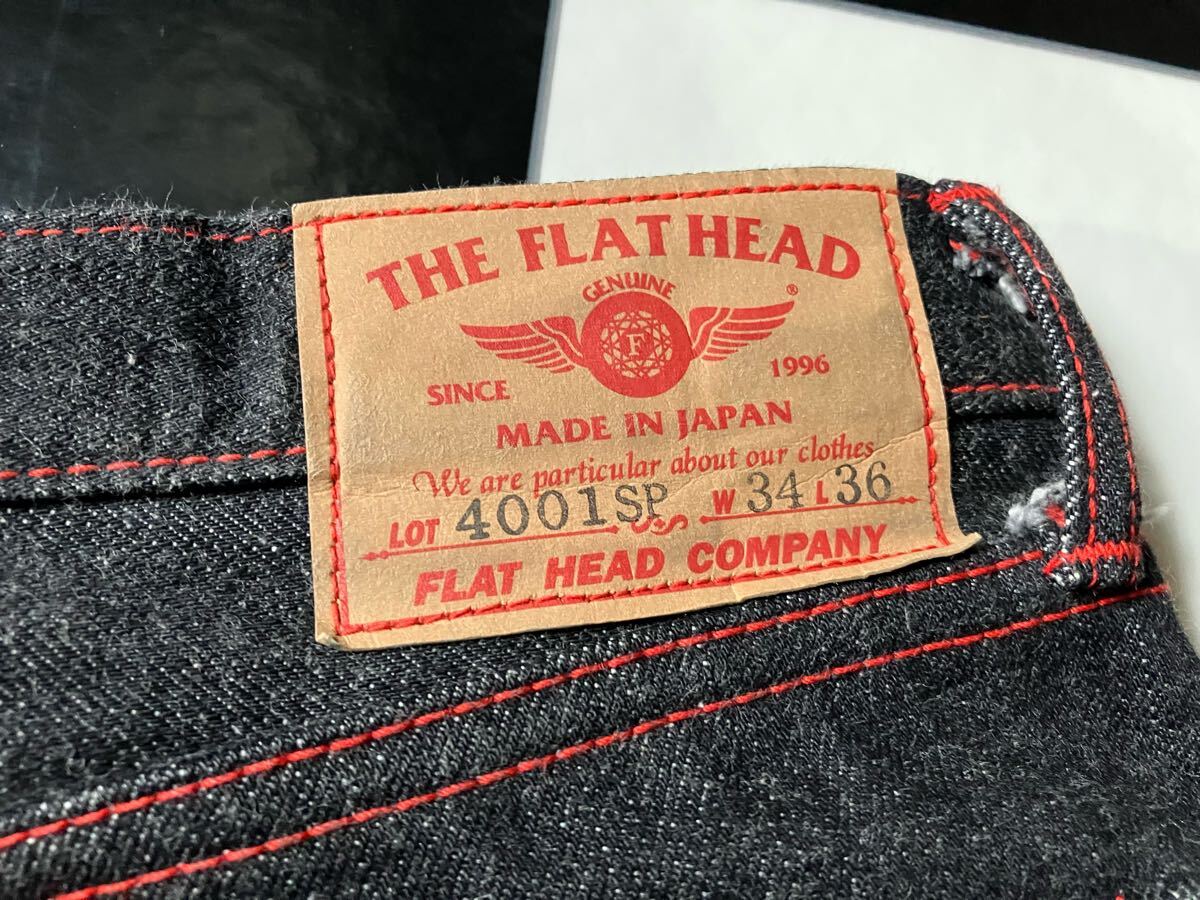 THE FLAT HEAD
GENUINE
®
F
SINCE 1996
MADE IN JAPAN
We are particular about our clothes
LOT 4001SP W 34 L 36
FLAT HEAD COMPANY